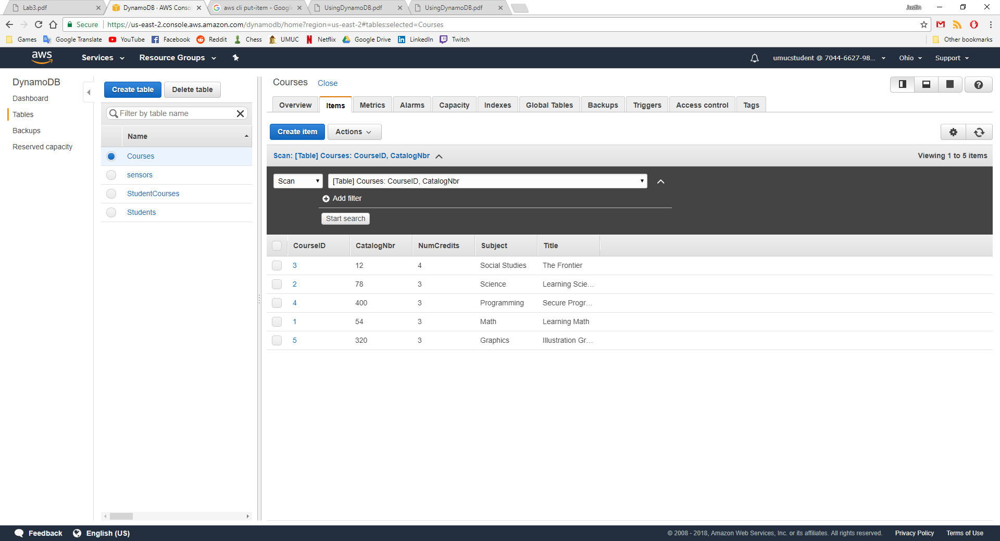 Lab3.pdf
DynamoDB · AWS Consol
aws cli put-item - Google
UsingDynamoDB.pdf
UsingDynamoDB.pdf
Justin
Secure
https://us-east-2.console.aws.amazon.com/dynamodb/home?region=us-east-2#tables:selected=Courses
Games
Google Translate
YouTube
Facebook
Reddit
Chess
UMUC
Netflix
Google Drive
LinkedIn
Twitch
Other bookmarks
aws
Services
Resource Groups
umucstudent @ 7044-6627-98...
Ohio
Support
DynamoDB
Dashboard
Tables
Backups
Reserved capacity
Create table
Delete table
Filter by table name
Name
Courses
sensors
StudentCourses
Students
Courses Close
Overview Items Metrics Alarms Capacity Indexes Global Tables Backups Triggers Access control Tags
Create item
Actions
Scan: [Table] Courses: CourseID, CatalogNbr
Viewing 1 to 5 items
Scan
[Table] Courses: CourseID, CatalogNbr
Add filter
Start search
CourseID CatalogNbr NumCredits Subject Title
3 12 4 Social Studies The Frontier
2 78 3 Science Learning Scie...
4 400 3 Programming Secure Progr...
1 54 3 Math Learning Math
5 320 3 Graphics Illustration Gr...
Feedback
English (US)
© 2008 - 2018, Amazon Web Services, Inc. or its affiliates. All rights reserved.
Privacy Policy
Terms of Use